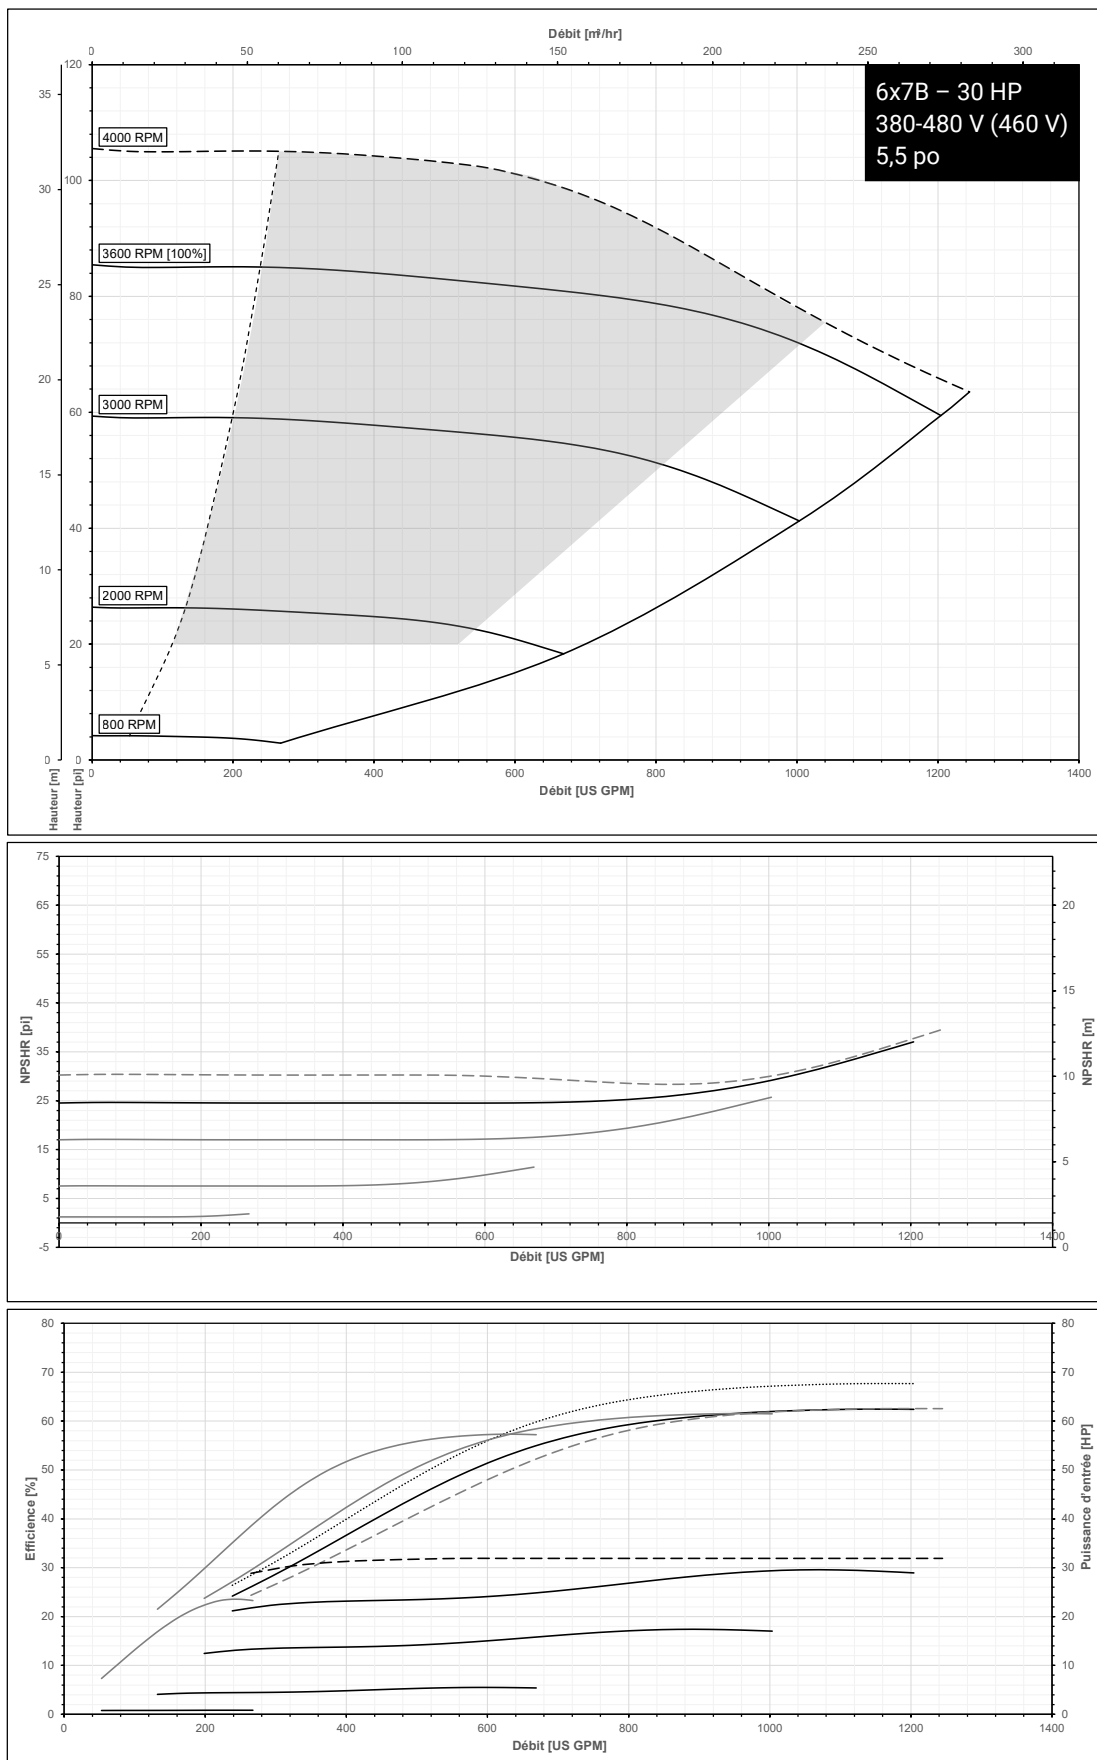 Débit [m³/hr]
0 50 100 150 200 250 300
6x7B – 30 HP
380-480 V (460 V)
5,5 po
120
100
80
60
40
20
0
35
30
25
20
15
10
5
0
4000 RPM
3600 RPM [100%]
3000 RPM
2000 RPM
800 RPM
0 200 400 600 800 1000 1200 1400
Débit [US GPM]
Hauteur [m]
Hauteur [pi]
75
65
55
45
35
25
15
5
-5
NPSHR [pi]
20
15
10
5
0
NPSHR [m]
0 200 400 600 800 1000 1200 1400
Débit [US GPM]
80
70
60
50
40
30
20
10
0
Efficience [%]
80
70
60
50
40
30
20
10
0
Puissance d'entrée [HP]
0 200 400 600 800 1000 1200 1400
Débit [US GPM]